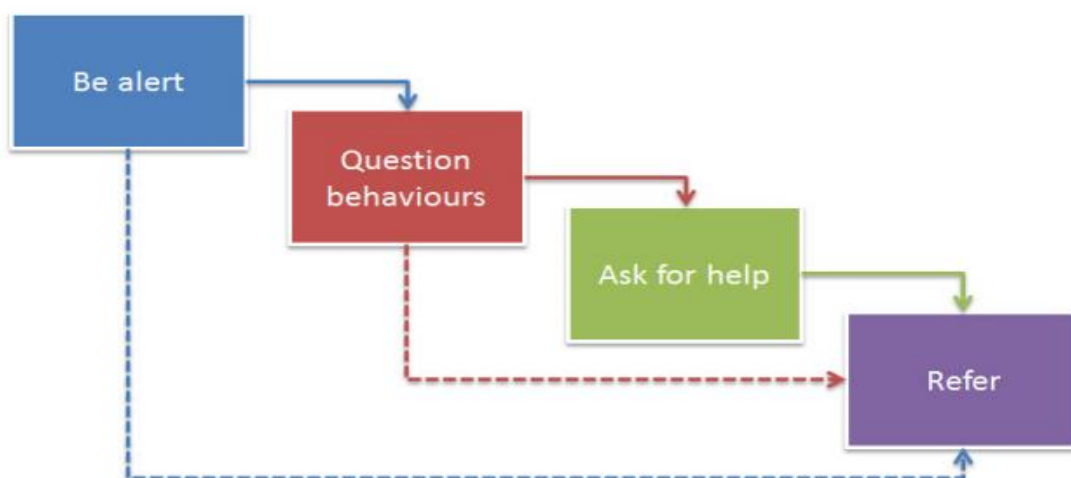 Be alert
Question
behaviours
Ask for help
Refer